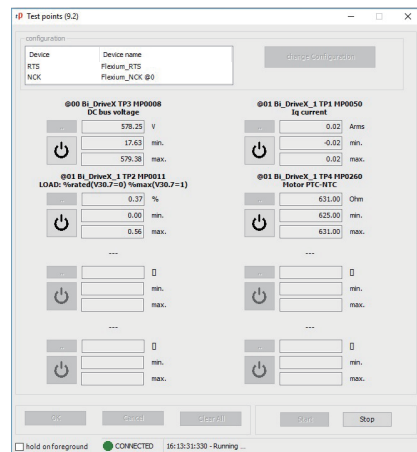 Test points (9.2)
configuration
Device Device name
RTS Flexium_RTS
NCK Flexium_NCK @0
change Configuration
@00 Bi_DriveX TP3 MP0008
DC bus voltage
578.25 V
17.63 min.
579.38 max.
@01 Bi_DriveX_1 TP1 MP0050
Iq current
0.02 Arms
-0.02 min.
0.02 max.
@01 Bi_DriveX_1 TP2 MP0011
LOAD: %rated(V30.7=0) %max(V30.7=1)
0.37 %
0.00 min.
0.56 max.
@01 Bi_DriveX_1 TP4 MP0260
Motor PTC-NTC
631.00 Ohm
625.00 min.
631.00 max.
---
[]
min.
max.
---
[]
min.
max.
---
[]
min.
max.
---
[]
min.
max.
OK Cancel Clear All Start Stop
hold on foreground CONNECTED 16:13:31:330 - Running ...